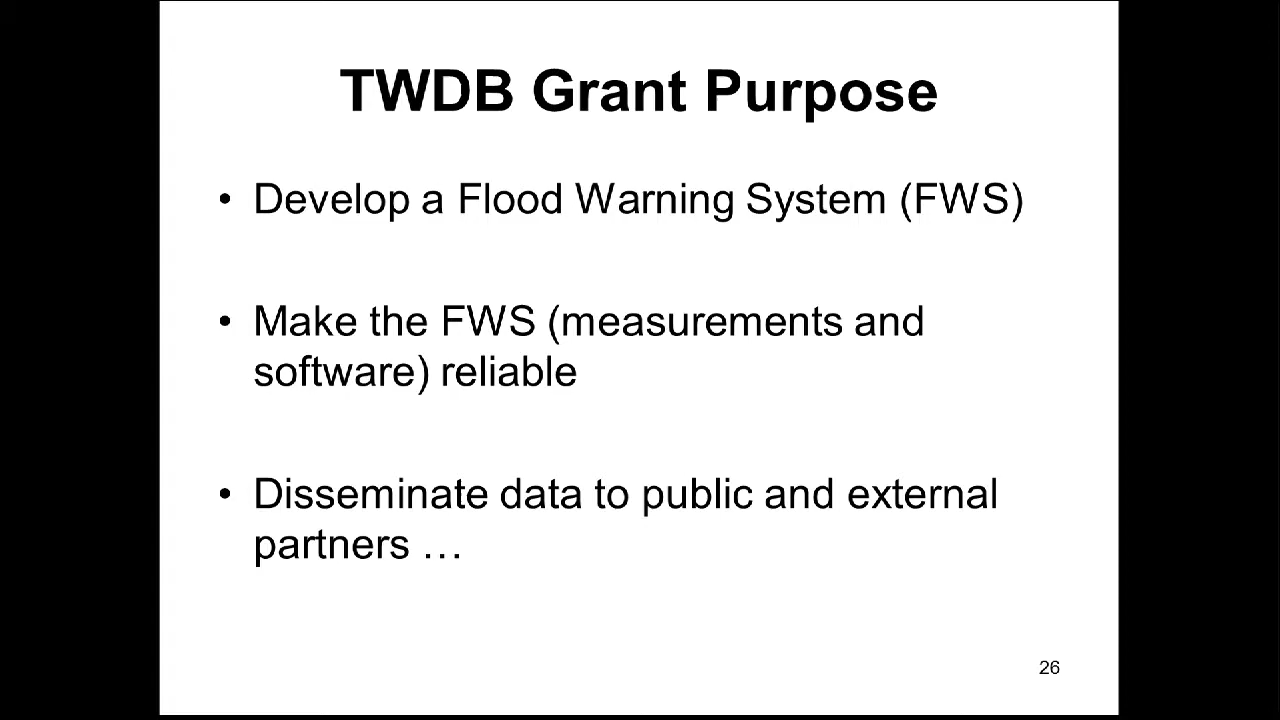 TWDB Grant Purpose
• Develop a Flood Warning System (FWS)
• Make the FWS (measurements and
software) reliable
• Disseminate data to public and external
partners …
26